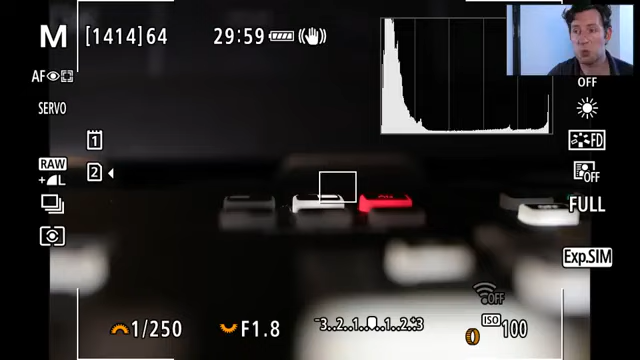 M [1414]64 29:59
AF
OFF
SERVO
1
RAW
+L
2
FD
OFF
FULL
Exp.SIM
OFF
1/250 F1.8 -3..2..1..0..1..2..+3 ISO 100